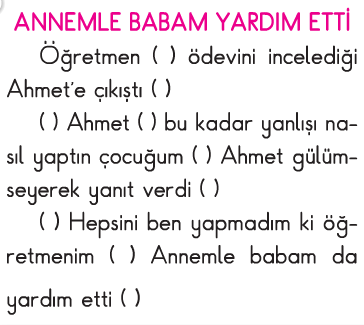 ANNEMLE BABAM YARDIM ETTİ
Öğretmen ( ) ödevini incelediği
Ahmet'e çıkıştı ( )
( ) Ahmet ( ) bu kadar yanlışı na-
sıl yaptın çocuğum ( ) Ahmet gülüm-
seyerek yanıt verdi ( )
( ) Hepsini ben yapmadım ki öğ-
retmenim ( ) Annemle babam da
yardım etti ( )